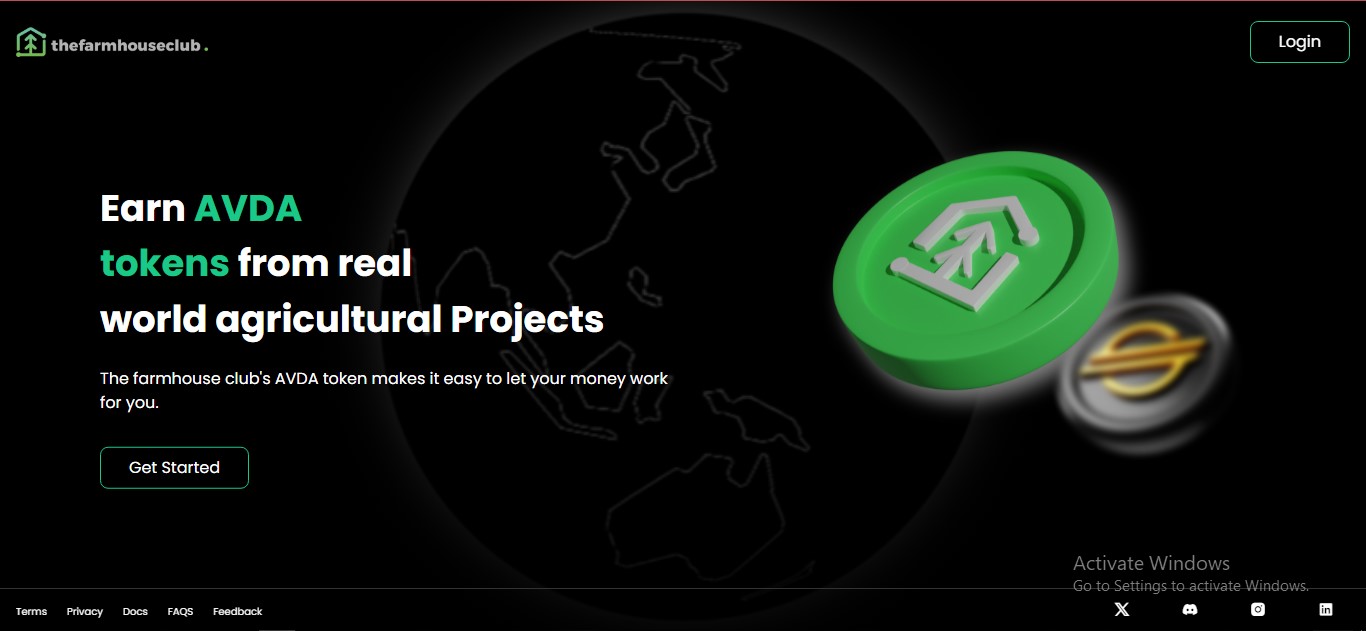 thefarmhouseclub.
Login
Earn AVDA
tokens from real
world agricultural Projects
The farmhouse club's AVDA token makes it easy to let your money work
for you.
Get Started
Activate Windows
Go to Settings to activate Windows.
Terms Privacy Docs FAQS Feedback